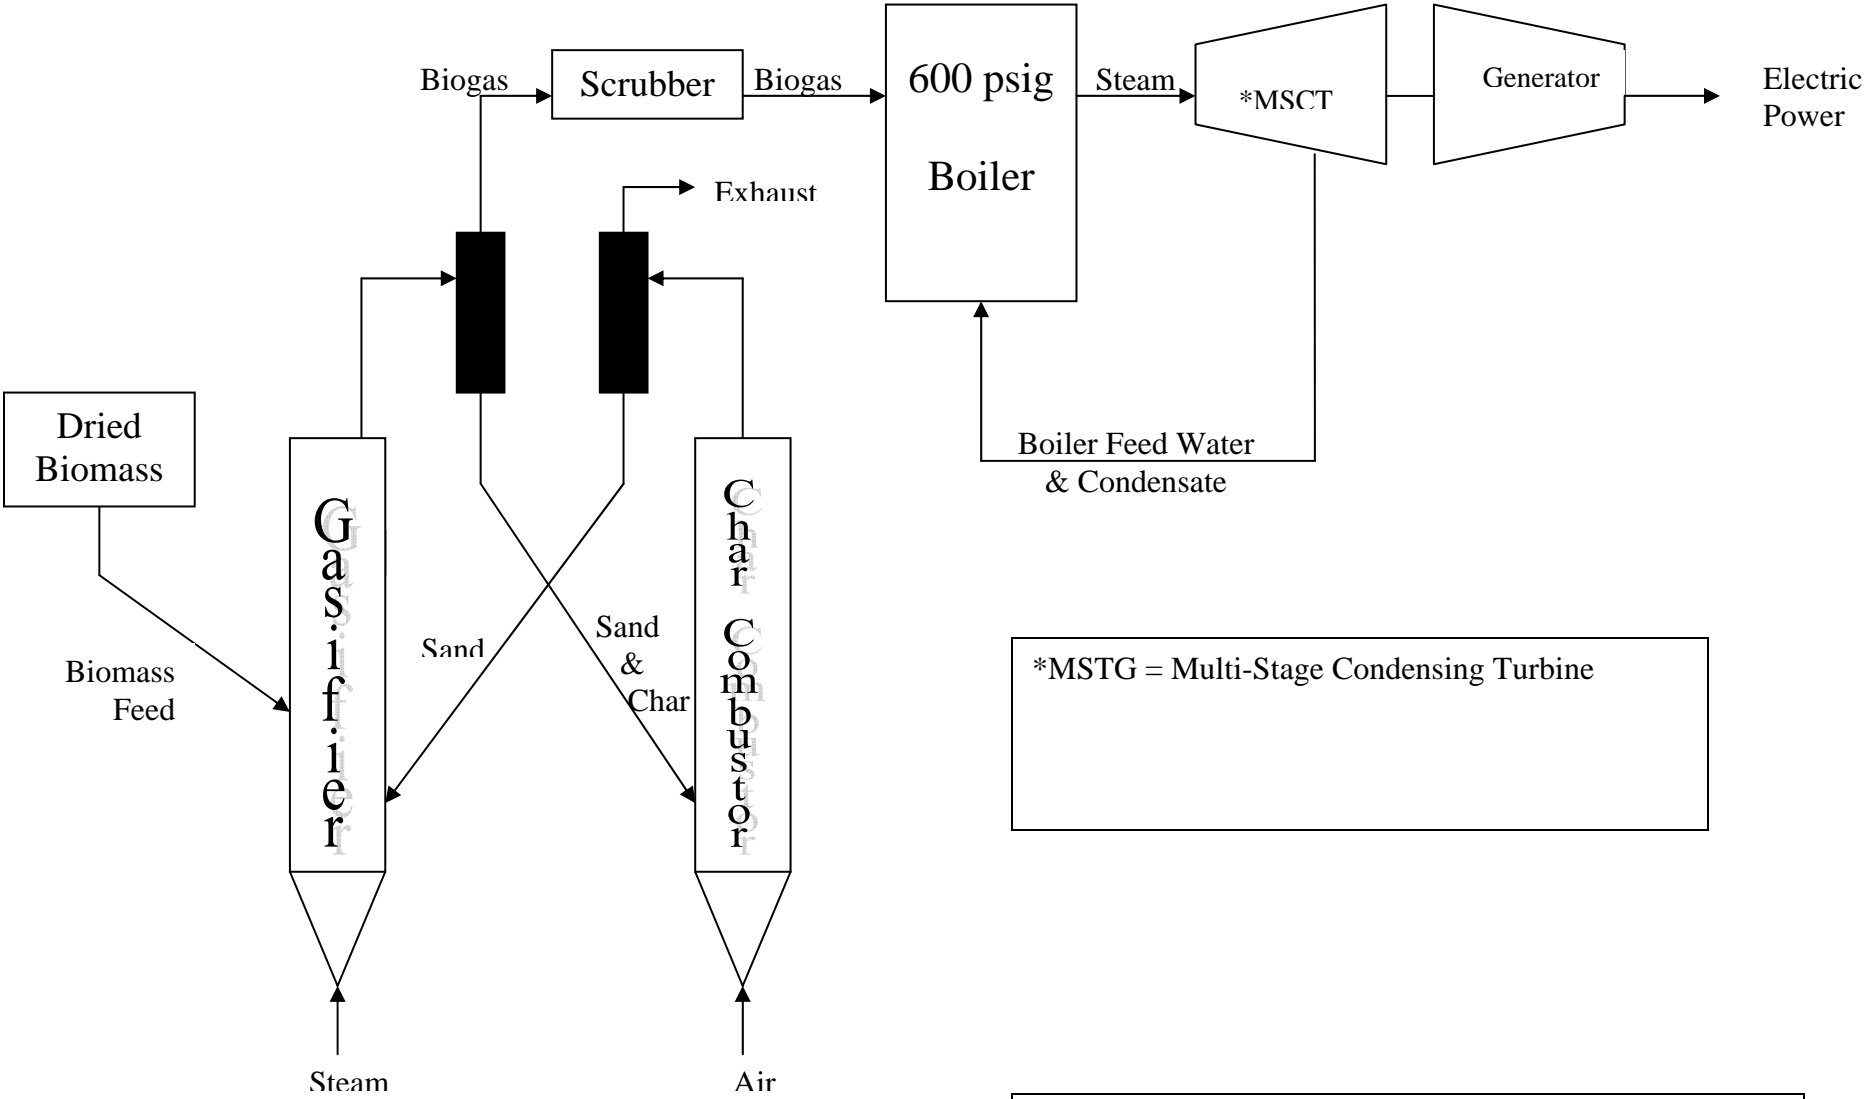 Biogas
Scrubber
Biogas
600 psig
Boiler
Steam
*MSCT
Generator
Electric
Power
Exhaust
Dried
Biomass
Boiler Feed Water
& Condensate
Gasifier
Char Combustor
Biomass
Feed
Sand
Sand
&
Char
*MSTG = Multi-Stage Condensing Turbine
Steam
Air